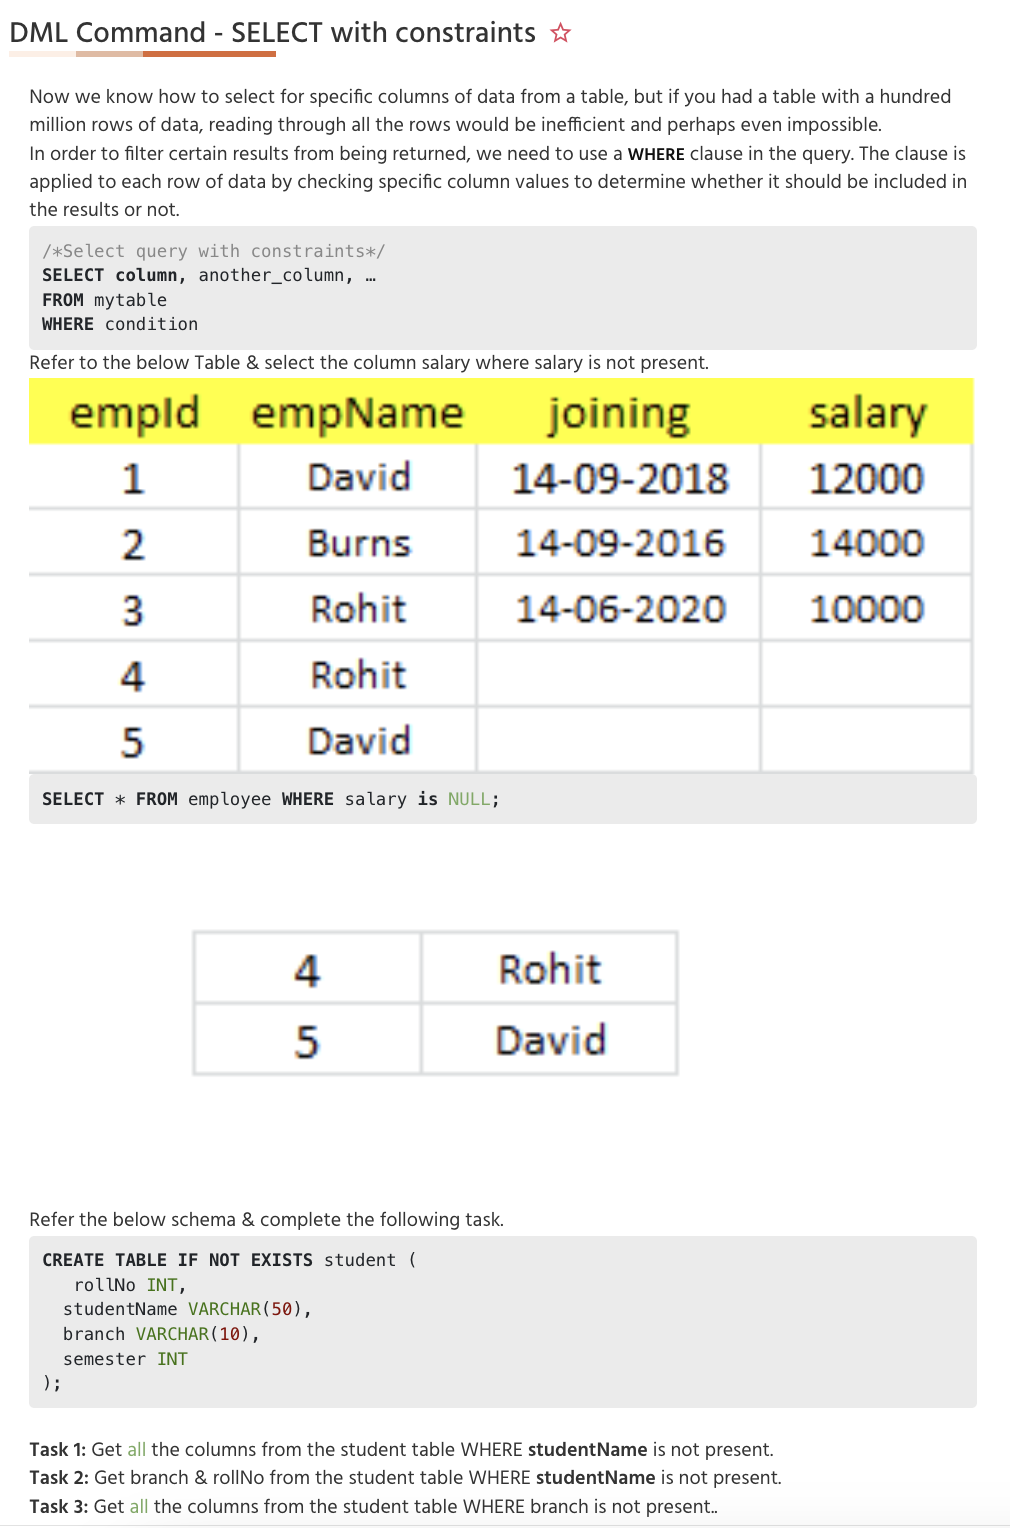 DML Command - SELECT with constraints
Now we know how to select for specific columns of data from a table, but if you had a table with a hundred
million rows of data, reading through all the rows would be inefficient and perhaps even impossible.
In order to filter certain results from being returned, we need to use a WHERE clause in the query. The clause is
applied to each row of data by checking specific column values to determine whether it should be included in
the results or not.
/*Select query with constraints*/
SELECT column, another_column, …
FROM mytable
WHERE condition
Refer to the below Table & select the column salary where salary is not present.
empId empName joining salary
1 David 14-09-2018 12000
2 Burns 14-09-2016 14000
3 Rohit 14-06-2020 10000
4 Rohit
5 David
SELECT * FROM employee WHERE salary is NULL;
4 Rohit
5 David
Refer the below schema & complete the following task.
CREATE TABLE IF NOT EXISTS student (
rollNo INT,
studentName VARCHAR(50),
branch VARCHAR(10),
semester INT
);
Task 1: Get all the columns from the student table WHERE studentName is not present.
Task 2: Get branch & rollNo from the student table WHERE studentName is not present.
Task 3: Get all the columns from the student table WHERE branch is not present..